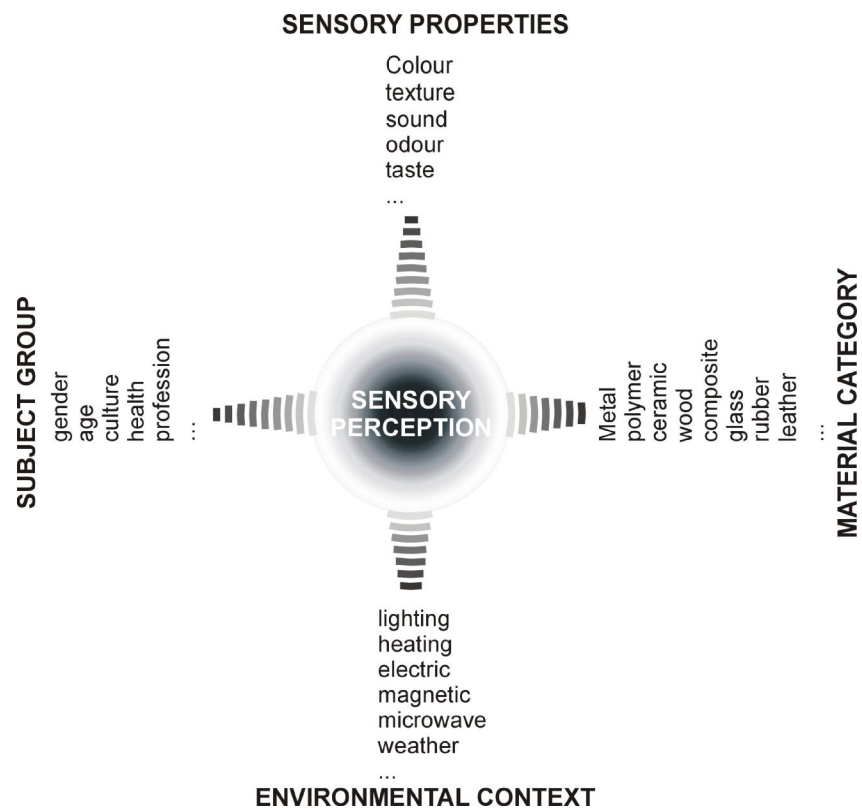 SENSORY PROPERTIES
Colour
texture
sound
odour
taste
...
SUBJECT GROUP
gender
age
culture
health
profession
...
SENSORY
PERCEPTION
Metal
polymer
ceramic
wood
composite
glass
rubber
leather
...
MATERIAL CATEGORY
lighting
heating
electric
magnetic
microwave
weather
...
ENVIRONMENTAL CONTEXT